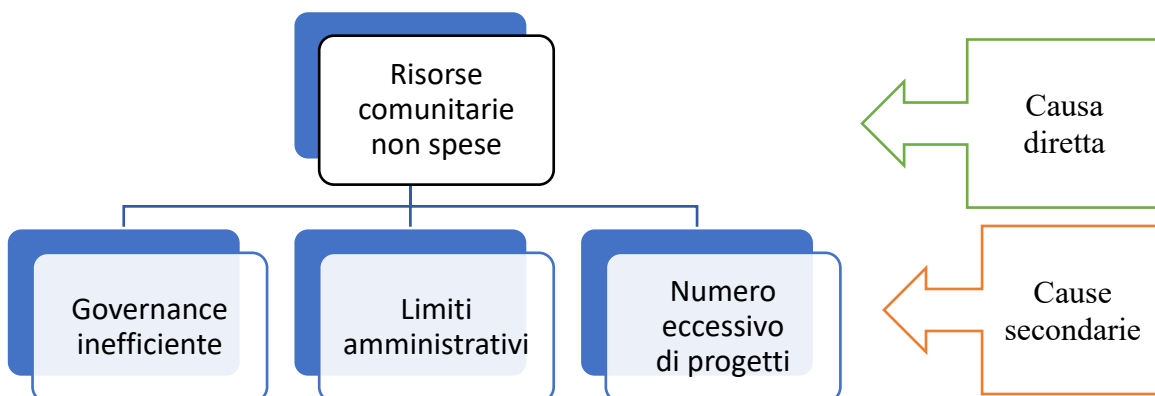 Risorse
comunitarie
non spese
Causa
diretta
Governance
inefficiente
Limiti
amministrativi
Numero
eccessivo
di progetti
Cause
secondarie